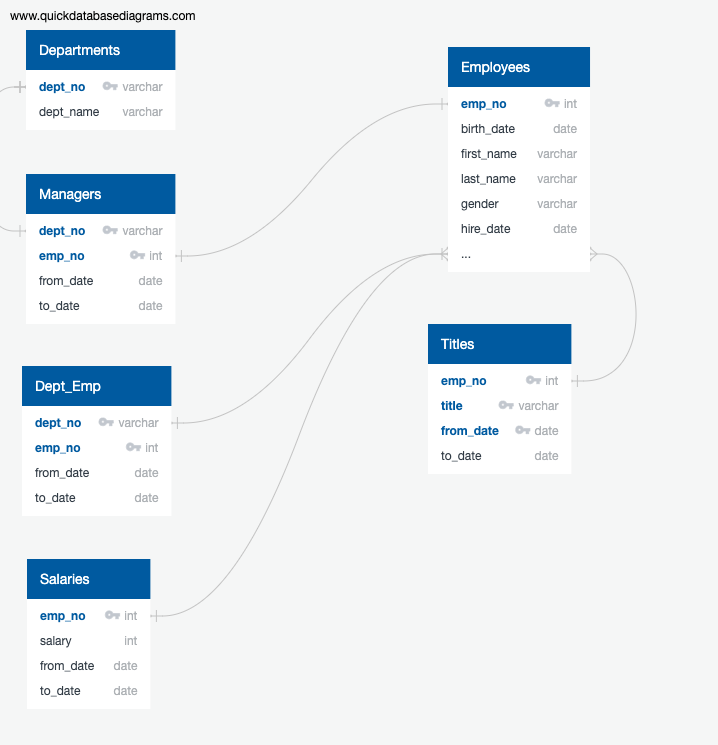 www.quickdatabasediagrams.com
Departments
dept_no varchar
dept_name varchar
Managers
dept_no varchar
emp_no int
from_date date
to_date date
Dept_Emp
dept_no varchar
emp_no int
from_date date
to_date date
Salaries
emp_no int
salary int
from_date date
to_date date
Employees
emp_no int
birth_date date
first_name varchar
last_name varchar
gender varchar
hire_date date
...
Titles
emp_no int
title varchar
from_date date
to_date date